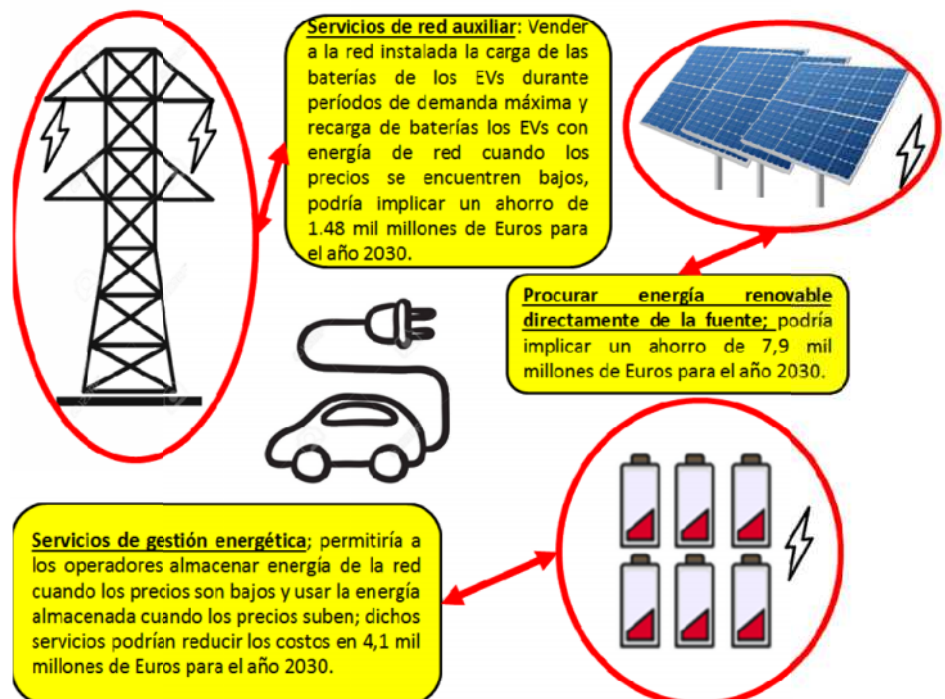 Servicios de red auxiliar: Vender
a la red instalada la carga de las
baterías de los EVs durante
períodos de demanda máxima y
recarga de baterías los EVs con
energía de red cuando los
precios se encuentren bajos,
podría implicar un ahorro de
1.48 mil millones de Euros para
el año 2030.
Procurar energía renovable
directamente de la fuente; podría
implicar un ahorro de 7,9 mil
millones de Euros para el año 2030.
Servicios de gestión energética; permitiría a
los operadores almacenar energía de la red
cuando los precios son bajos y usar la energía
almacenada cuando los precios suben; dichos
servicios podrían reducir los costos en 4,1 mil
millones de Euros para el año 2030.